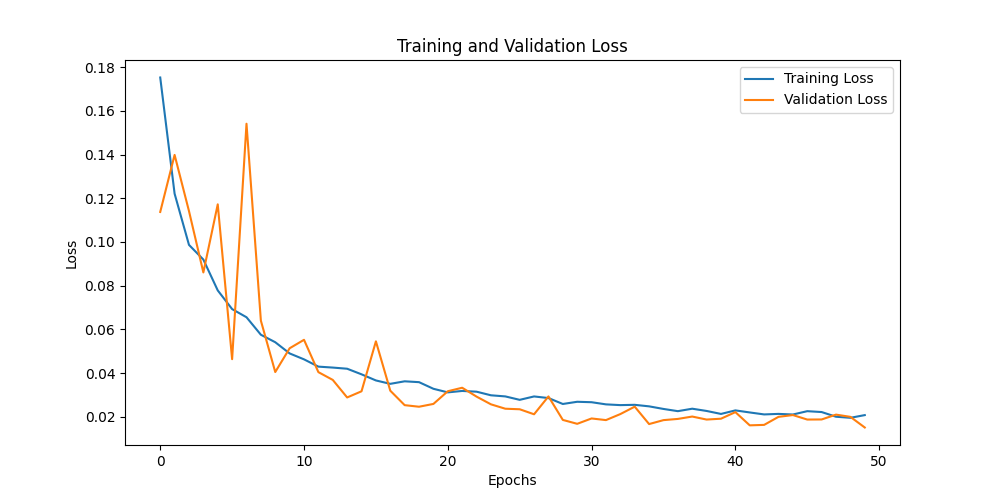 Training and Validation Loss
Training Loss
Validation Loss
0.18
0.16
0.14
0.12
0.10
0.08
0.06
0.04
0.02
Loss
0 10 20 30 40 50
Epochs